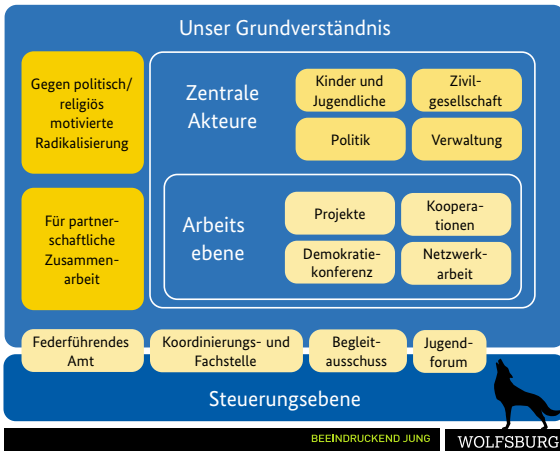 Unser Grundverständnis
Gegen politisch/
religiös
motivierte
Radikalisierung
Für partner-
schaftliche
Zusammen-
arbeit
Zentrale
Akteure
Kinder und
Jugendliche
Zivil-
gesellschaft
Politik
Verwaltung
Arbeits
ebene
Projekte
Koopera-
tionen
Demokratie-
konferenz
Netzwerk-
arbeit
Federführendes
Amt
Koordinierungs- und
Fachstelle
Begleit-
ausschuss
Jugend-
forum
Steuerungsebene
BEEINDRUCKEND JUNG
WOLFSBURG